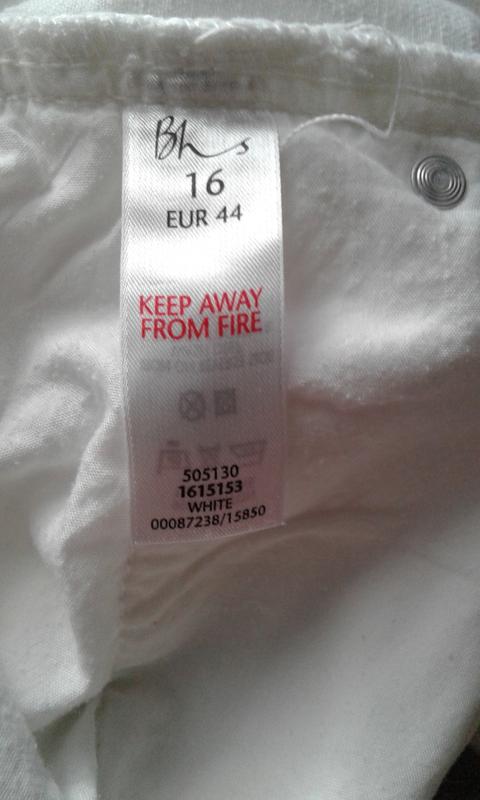 Bhs
16
EUR 44
KEEP AWAY
FROM FIRE
505130
1615153
WHITE
00087238/15850